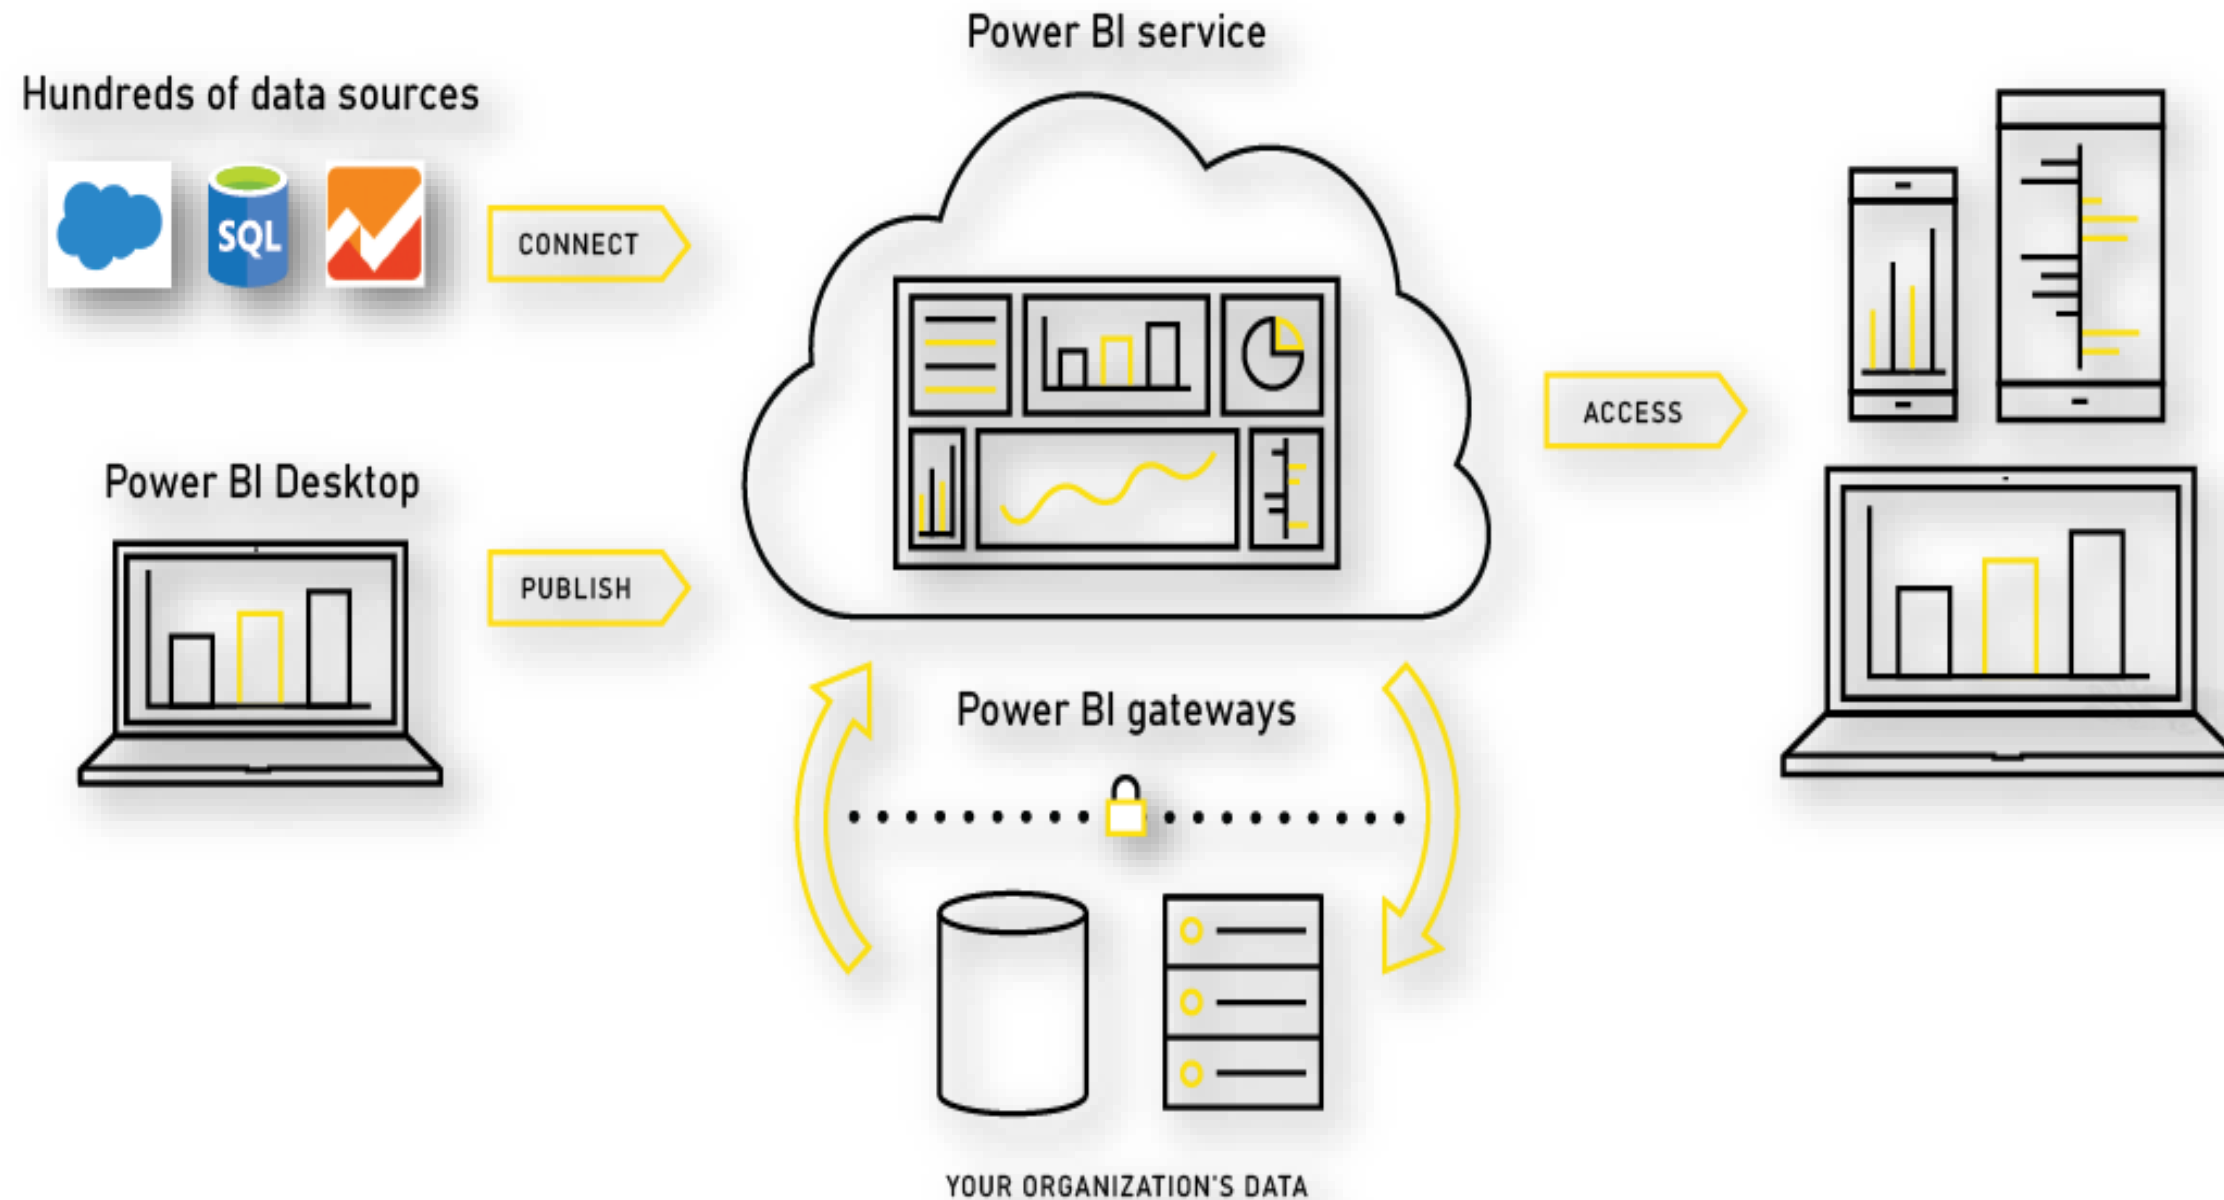 Power BI service
Hundreds of data sources
SQL
CONNECT
ACCESS
Power BI Desktop
PUBLISH
Power BI gateways
YOUR ORGANIZATION'S DATA